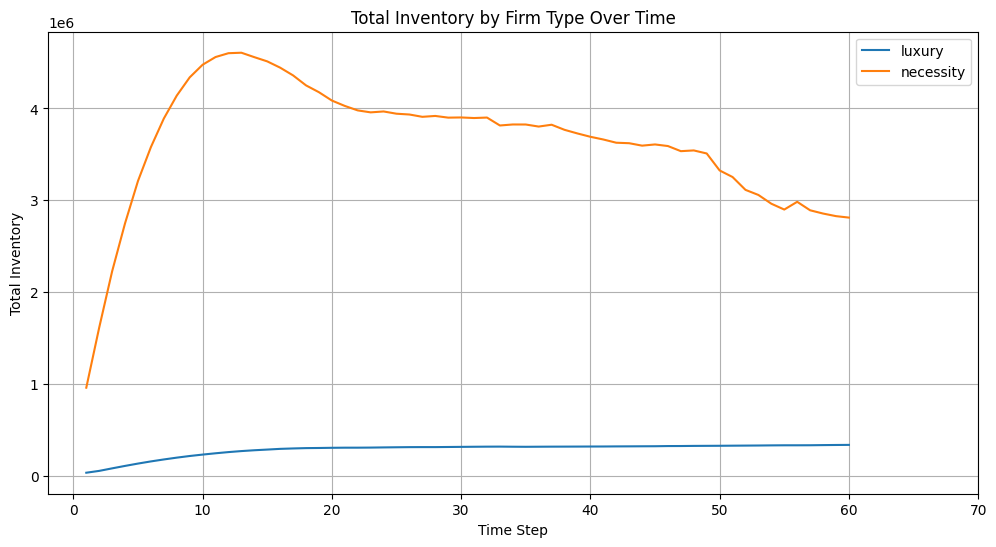 Total Inventory by Firm Type Over Time
1e6
luxury
necessity
4
3
2
1
0
Total Inventory
0 10 20 30 40 50 60 70
Time Step